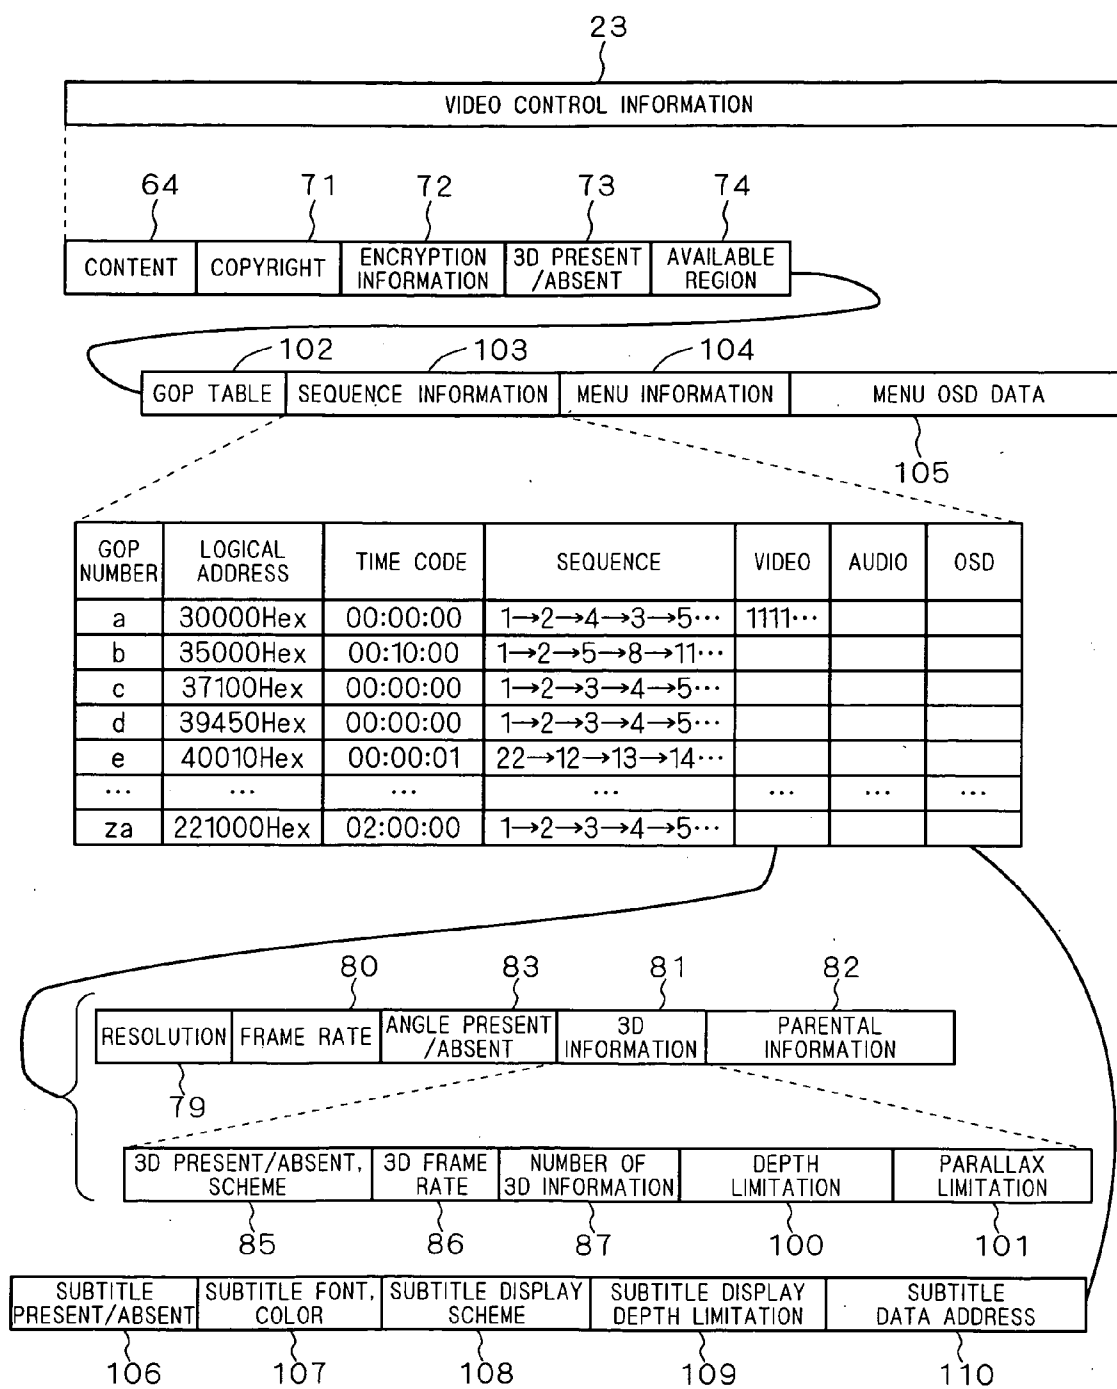 23
VIDEO CONTROL INFORMATION
64 71 72 73 74
CONTENT COPYRIGHT ENCRYPTION INFORMATION 3D PRESENT /ABSENT AVAILABLE REGION
102 103 104
GOP TABLE SEQUENCE INFORMATION MENU INFORMATION MENU OSD DATA
105
GOP NUMBER LOGICAL ADDRESS TIME CODE SEQUENCE VIDEO AUDIO OSD
a 30000Hex 00:00:00 1→2→4→3→5··· 1111···
b 35000Hex 00:10:00 1→2→5→8→11···
c 37100Hex 00:00:00 1→2→3→4→5···
d 39450Hex 00:00:00 1→2→3→4→5···
e 40010Hex 00:00:01 22→12→13→14···
··· ··· ··· ··· ··· ··· ···
za 221000Hex 02:00:00 1→2→3→4→5···
80 83 81 82
RESOLUTION FRAME RATE ANGLE PRESENT /ABSENT 3D INFORMATION PARENTAL INFORMATION
79
3D PRESENT/ABSENT, SCHEME 3D FRAME RATE NUMBER OF 3D INFORMATION DEPTH LIMITATION PARALLAX LIMITATION
85 86 87 100 101
SUBTITLE PRESENT/ABSENT SUBTITLE FONT, COLOR SUBTITLE DISPLAY SCHEME SUBTITLE DISPLAY DEPTH LIMITATION SUBTITLE DATA ADDRESS
106 107 108 109 110